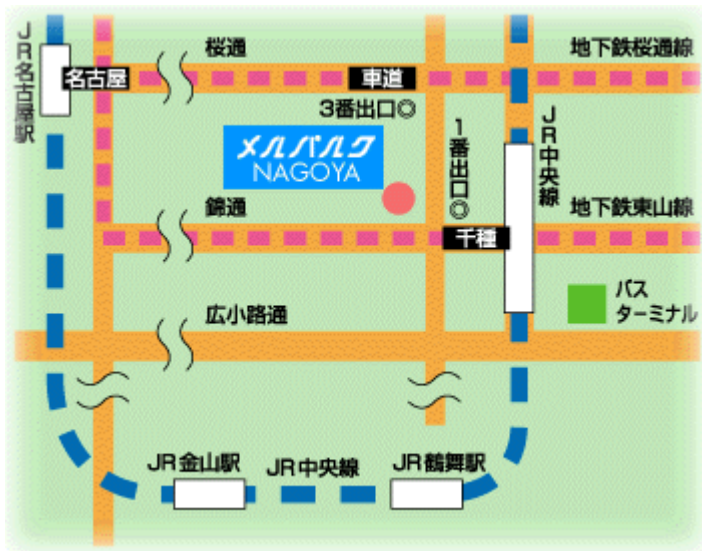 JR名古屋駅
名古屋
桜通
車道
地下鉄桜通線
3番出口◎
メルパルク
NAGOYA
1番出口◎
JR中央線
錦通
千種
地下鉄東山線
広小路通
バス
ターミナル
JR金山駅
JR中央線
JR鶴舞駅